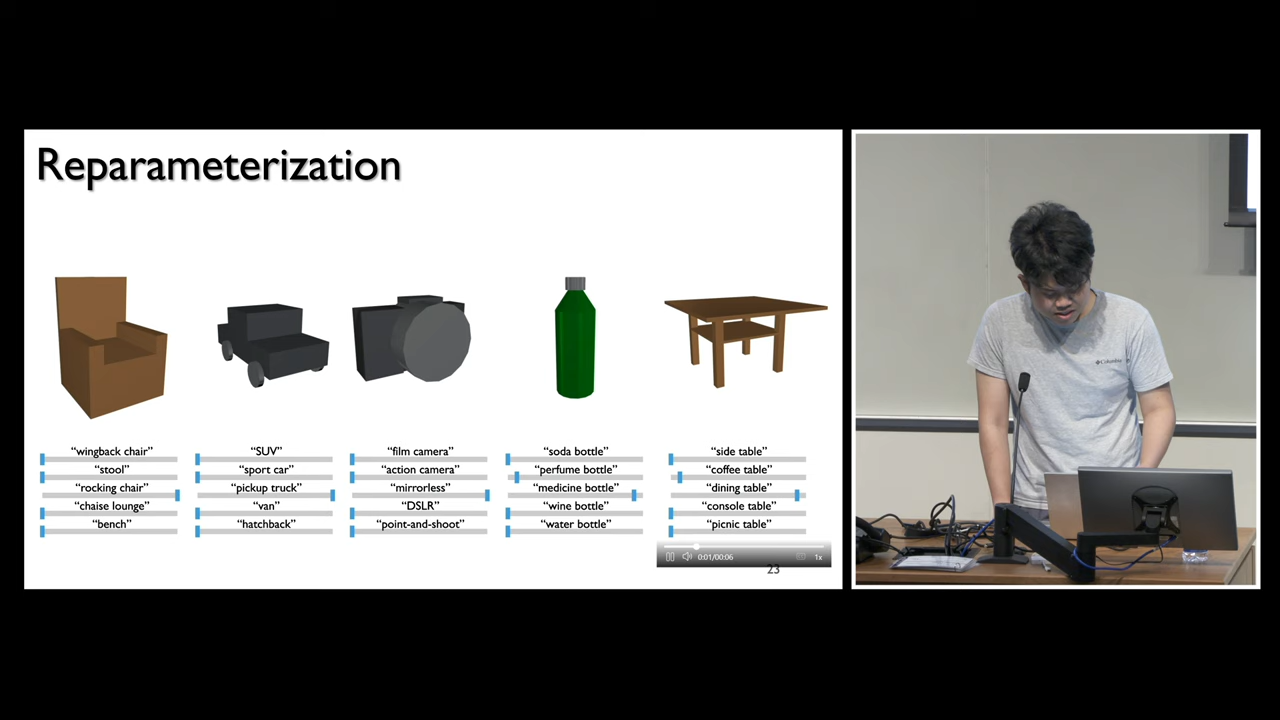 Reparameterization
“wingback chair”
“stool”
“rocking chair”
“chaise lounge”
“bench”
“SUV”
“sport car”
“pickup truck”
“van”
“hatchback”
“film camera”
“action camera”
“mirrorless”
“DSLR”
“point-and-shoot”
“soda bottle”
“perfume bottle”
“medicine bottle”
“wine bottle”
“water bottle”
“side table”
“coffee table”
“dining table”
“console table”
“picnic table”
0:01/00:06
1x
23
Columbia